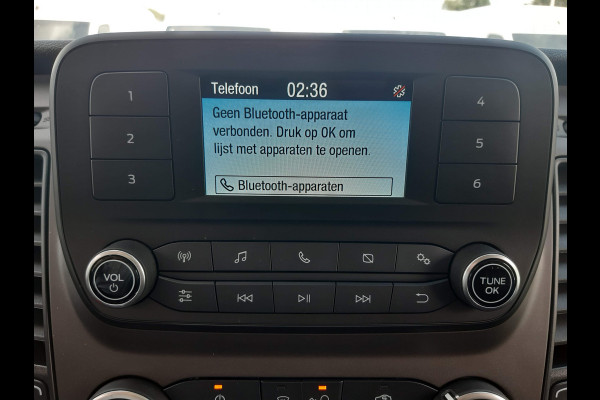 Telefoon 02:36
Geen Bluetooth-apparaat
verbonden. Druk op OK om
lijst met apparaten te openen.
Bluetooth-apparaten
1
2
3
4
5
6
VOL
TUNE
OK